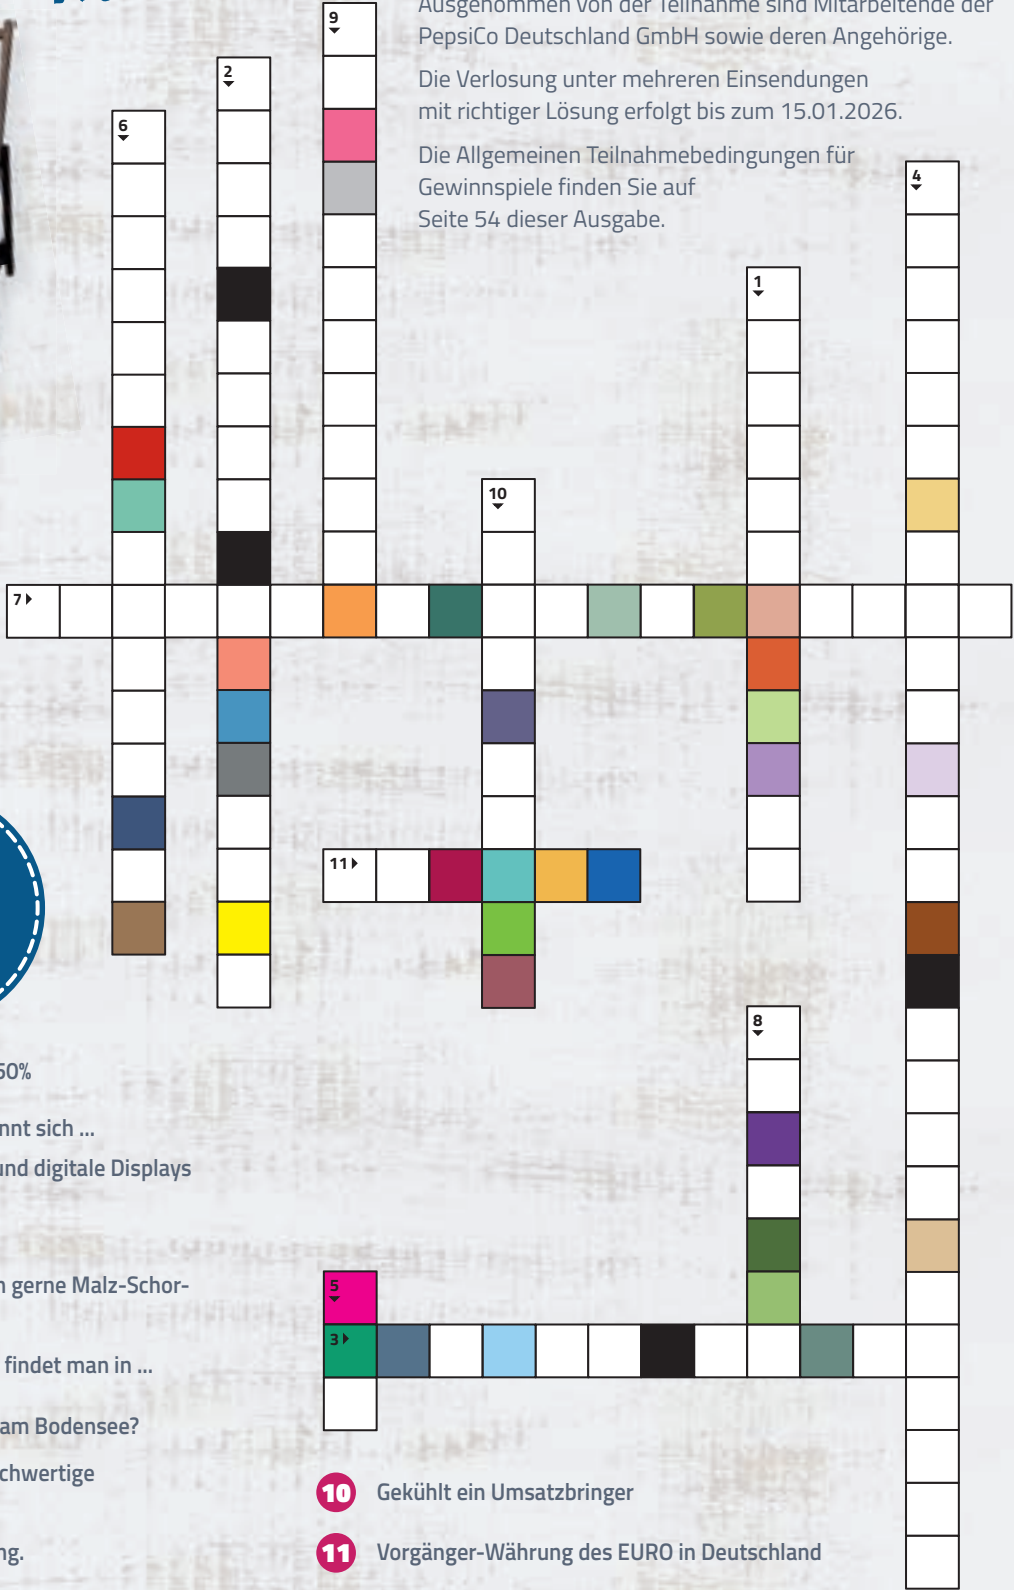 Ausgenommen von der Teilnahme sind Mitarbeitende der
PepsiCo Deutschland GmbH sowie deren Angehörige.
Die Verlosung unter mehreren Einsendungen
mit richtiger Lösung erfolgt bis zum 15.01.2026.
Die Allgemeinen Teilnahmebedingungen für
Gewinnspiele finden Sie auf
Seite 54 dieser Ausgabe.
9
2
6
4
1
10
7
11
8
5
3
50%
nnt sich ...
und digitale Displays
n gerne Malz-Schor-
findet man in ...
am Bodensee?
chwertige
ng.
10 Gekühlt ein Umsatzbringer
11 Vorgänger-Währung des EURO in Deutschland